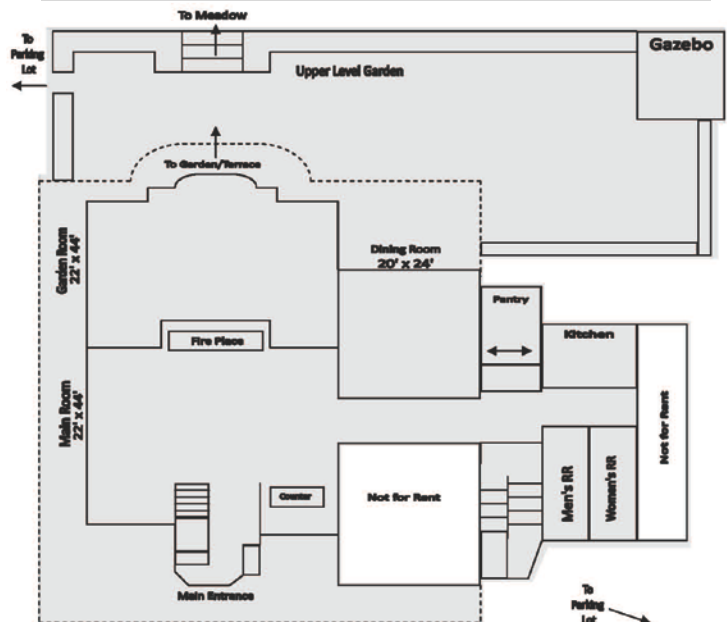 To Meadow
To
Parking
Lot
Gazebo
Upper Level Garden
To Garden/Terrace
Garden Room
22' x 44'
Dining Room
20' x 24'
Pantry
Fire Place
Kitchen
Main Room
22' x 44'
Not for Rent
Counter
Not for Rent
Men's RR
Women's RR
Main Entrance
To
Parking
Lot